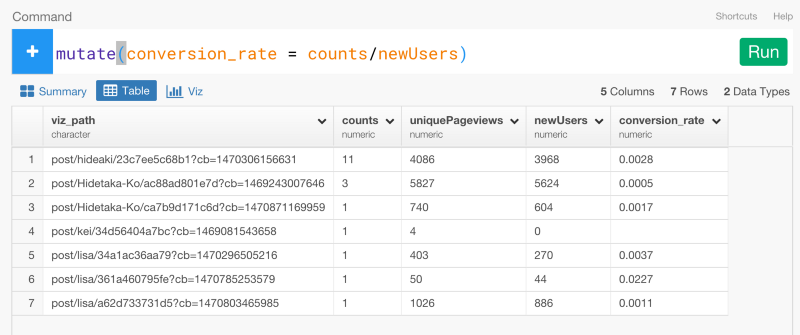 Command Shortcuts Help
+ mutate(conversion_rate = counts/newUsers) Run
Summary Table Viz 5 Columns 7 Rows 2 Data Types
viz_path counts uniquePageviews newUsers conversion_rate
character numeric numeric numeric numeric
1 post/hideaki/23c7ee5c68b1?cb=1470306156631 11 4086 3968 0.0028
2 post/Hidetaka-Ko/ac88ad801e7d?cb=1469243007646 3 5827 5624 0.0005
3 post/Hidetaka-Ko/ca7b9d171c6d?cb=1470871169959 1 740 604 0.0017
4 post/kei/34d56404a7bc?cb=1469081543658 1 4 0
5 post/lisa/34a1ac36aa79?cb=1470296505216 1 403 270 0.0037
6 post/lisa/361a460795fe?cb=1470785253579 1 50 44 0.0227
7 post/lisa/a62d733731d5?cb=1470803465985 1 1026 886 0.0011